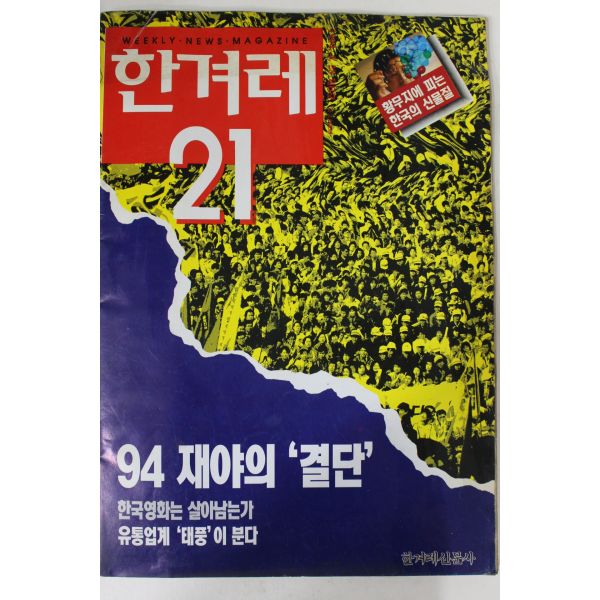 WEEKLY·NEWS·MAGAZINE
한겨레
21
황무지에 피는
한국의 신물질
94 재야의 ‘결단’
한국영화는 살아남는가
유통업계 ‘태풍’이 분다
한겨레신문사